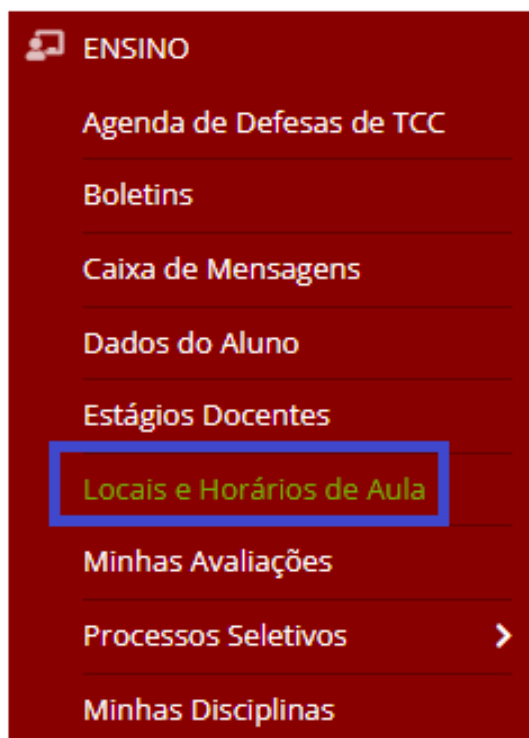 ENSINO
Agenda de Defesas de TCC
Boletins
Caixa de Mensagens
Dados do Aluno
Estágios Docentes
Locais e Horários de Aula
Minhas Avaliações
Processos Seletivos
Minhas Disciplinas